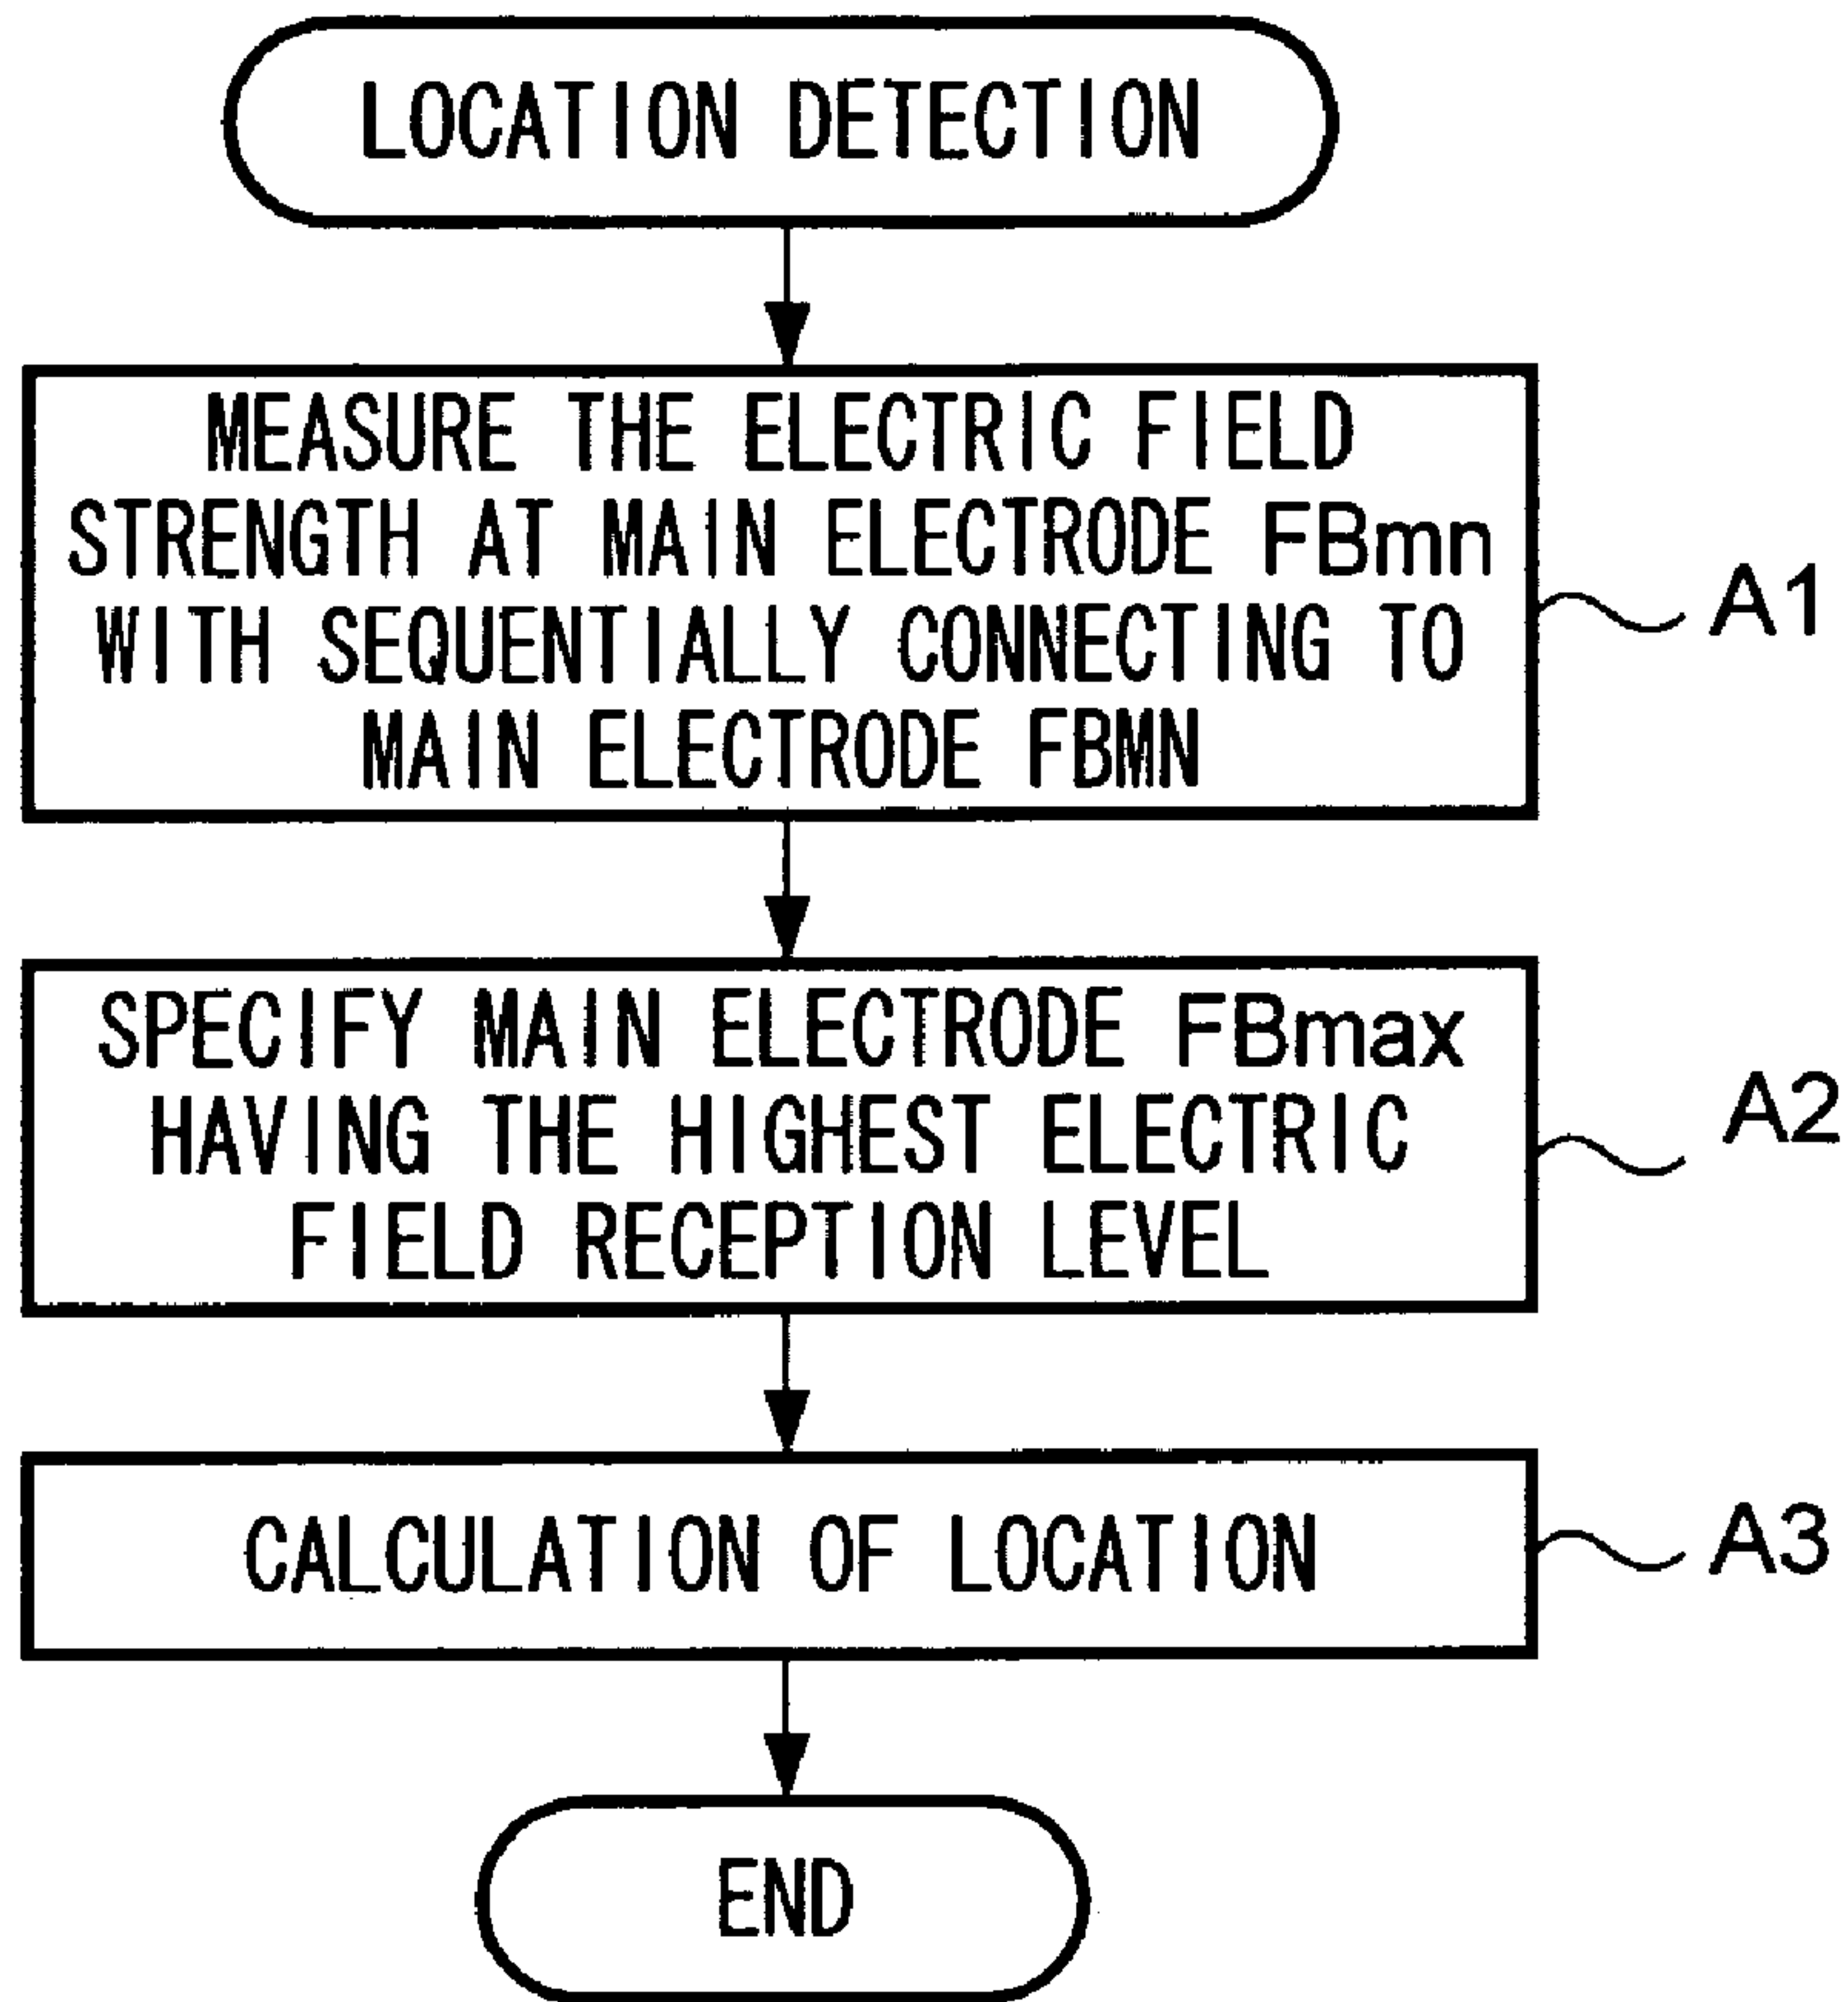 LOCATION DETECTION
MEASURE THE ELECTRIC FIELD
STRENGTH AT MAIN ELECTRODE FBmn
WITH SEQUENTIALLY CONNECTING TO
MAIN ELECTRODE FBMN
A1
SPECIFY MAIN ELECTRODE FBmax
HAVING THE HIGHEST ELECTRIC
FIELD RECEPTION LEVEL
A2
CALCULATION OF LOCATION
A3
END